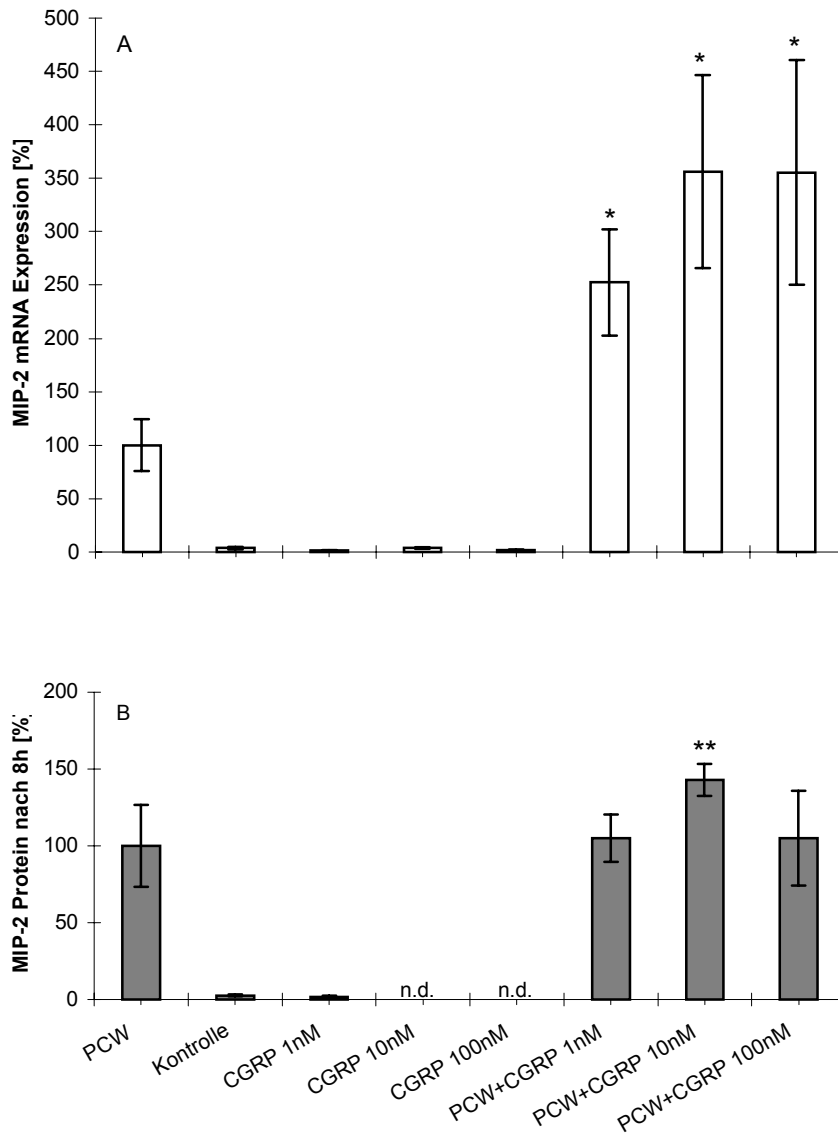 A
MIP-2 mRNA Expression [%]
500
450
400
350
300
250
200
150
100
50
0
*
*
*
B
MIP-2 Protein nach 8h [%]
200
150
100
50
0
n.d.
n.d.
**
PCW
Kontrolle
CGRP 1nM
CGRP 10nM
CGRP 100nM
PCW+CGRP 1nM
PCW+CGRP 10nM
PCW+CGRP 100nM